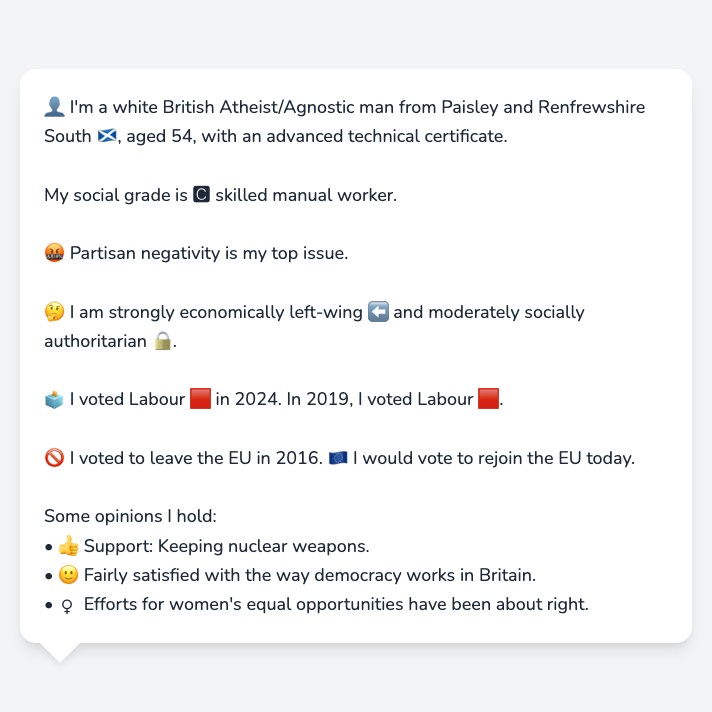 👤 I'm a white British Atheist/Agnostic man from Paisley and Renfrewshire
South 🏴󠁧󠁢󠁳󠁣󠁴󠁿, aged 54, with an advanced technical certificate.
My social grade is 🅲 skilled manual worker.
🤬 Partisan negativity is my top issue.
🤔 I am strongly economically left-wing ⬅️ and moderately socially
authoritarian 🔒.
🗳️ I voted Labour 🟥 in 2024. In 2019, I voted Labour 🟥.
🚫 I voted to leave the EU in 2016. 🇪🇺 I would vote to rejoin the EU today.
Some opinions I hold:
• 👍 Support: Keeping nuclear weapons.
• 🙂 Fairly satisfied with the way democracy works in Britain.
• ♀ Efforts for women's equal opportunities have been about right.